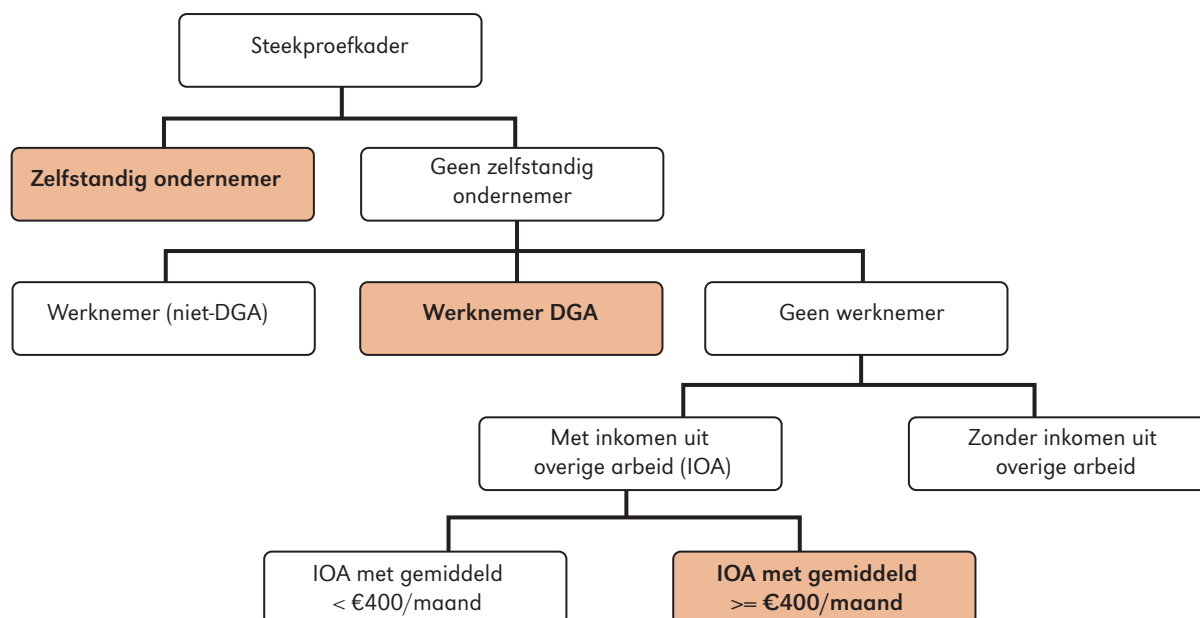 Steekproefkader
Zelfstandig ondernemer
Geen zelfstandig
ondernemer
Werknemer (niet-DGA)
Werknemer DGA
Geen werknemer
Met inkomen uit
overige arbeid (IOA)
Zonder inkomen uit
overige arbeid
IOA met gemiddeld
< €400/maand
IOA met gemiddeld
>= €400/maand